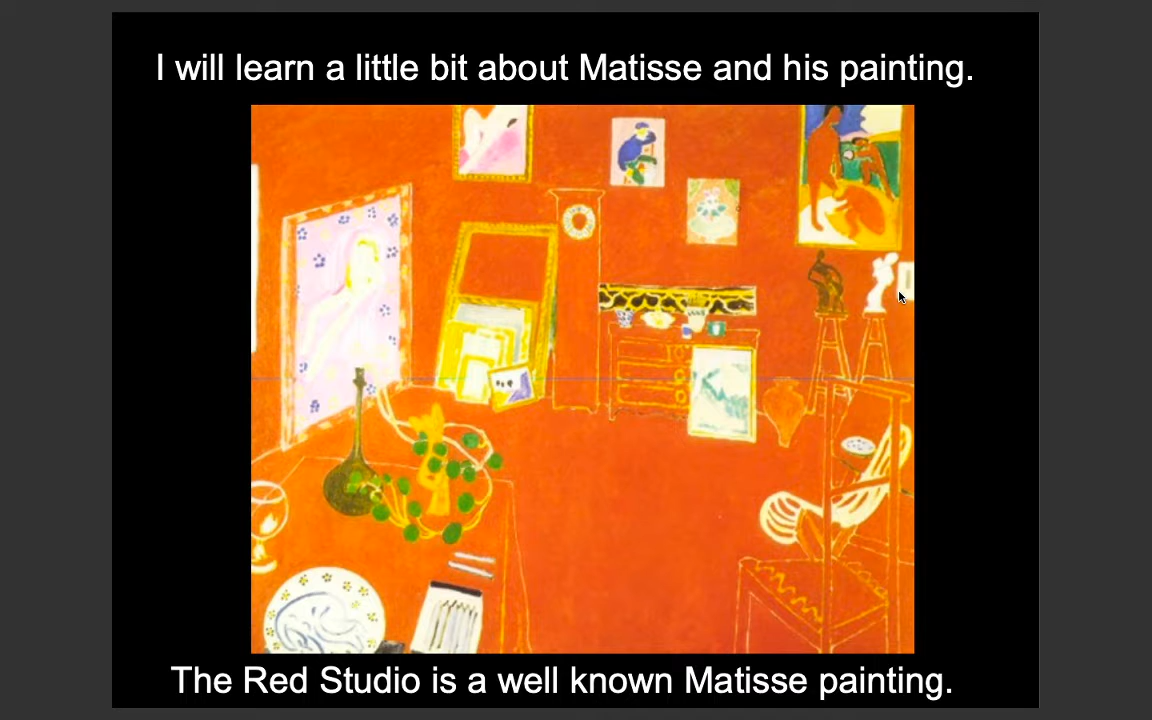 I will learn a little bit about Matisse and his painting.
The Red Studio is a well known Matisse painting.